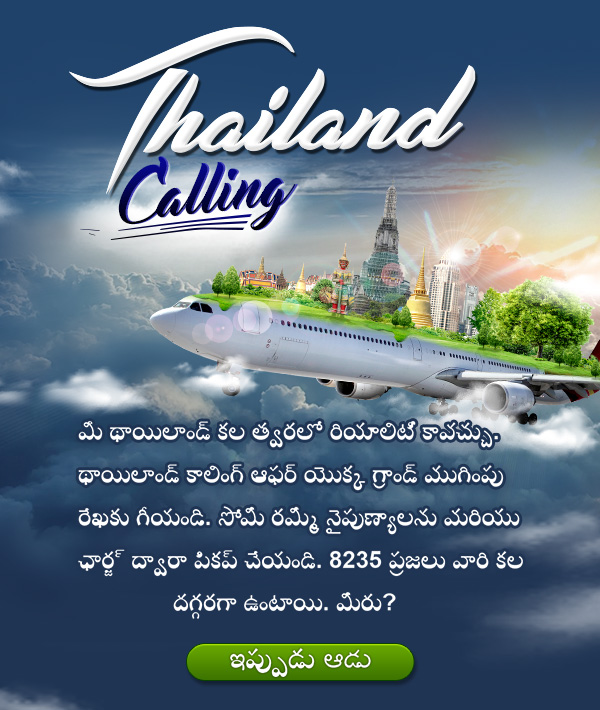 Thailand
Calling
మీ థాయిలాండ్ కల త్వరలో రియాలిటీ కావచ్చు.
థాయిలాండ్ కాలింగ్ ఆఫర్ యొక్క గ్రాండ్ ముగింపు
రేఖకు గీయండి. సోమి రమ్మీ నైపుణ్యాలను మరియు
ఛార్జ్ ద్వారా పికప్ చేయండి. 8235 ప్రజలు వారి కల
దగ్గరగా ఉంటాయి. మీరు?
ఇప్పుడు ఆడు